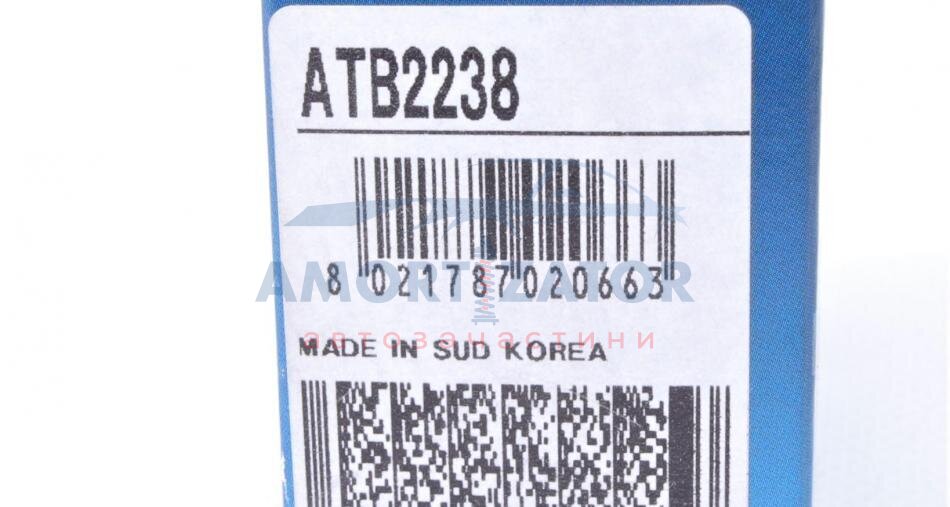 ATB2238
8 021787 020663
AMORTIZATOR
автозапчастини
MADE IN SUD KOREA